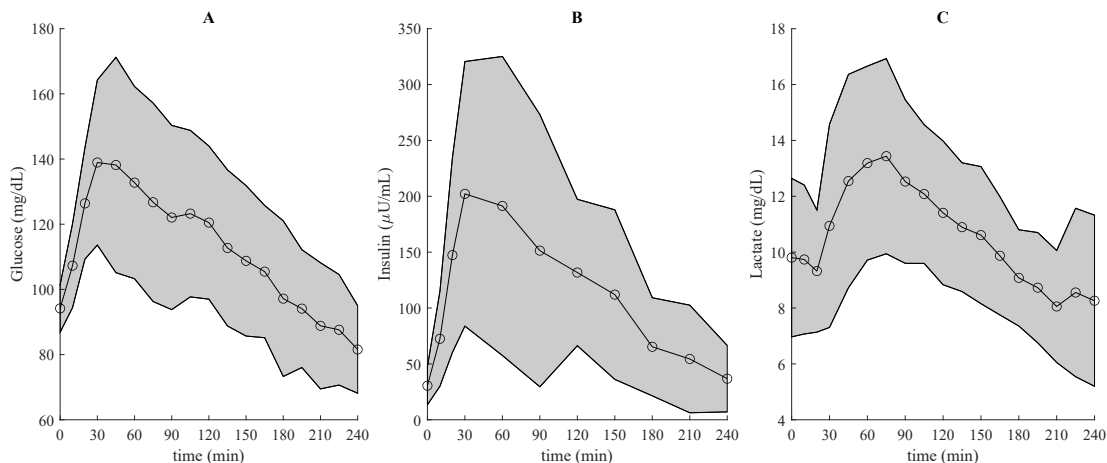 A
Glucose (mg/dL)
180
160
140
120
100
80
60
0 30 60 90 120 150 180 210 240
time (min)
B
Insulin (μU/mL)
350
300
250
200
150
100
50
0
0 30 60 90 120 150 180 210 240
time (min)
C
Lactate (mg/dL)
18
16
14
12
10
8
6
4
0 30 60 90 120 150 180 210 240
time (min)